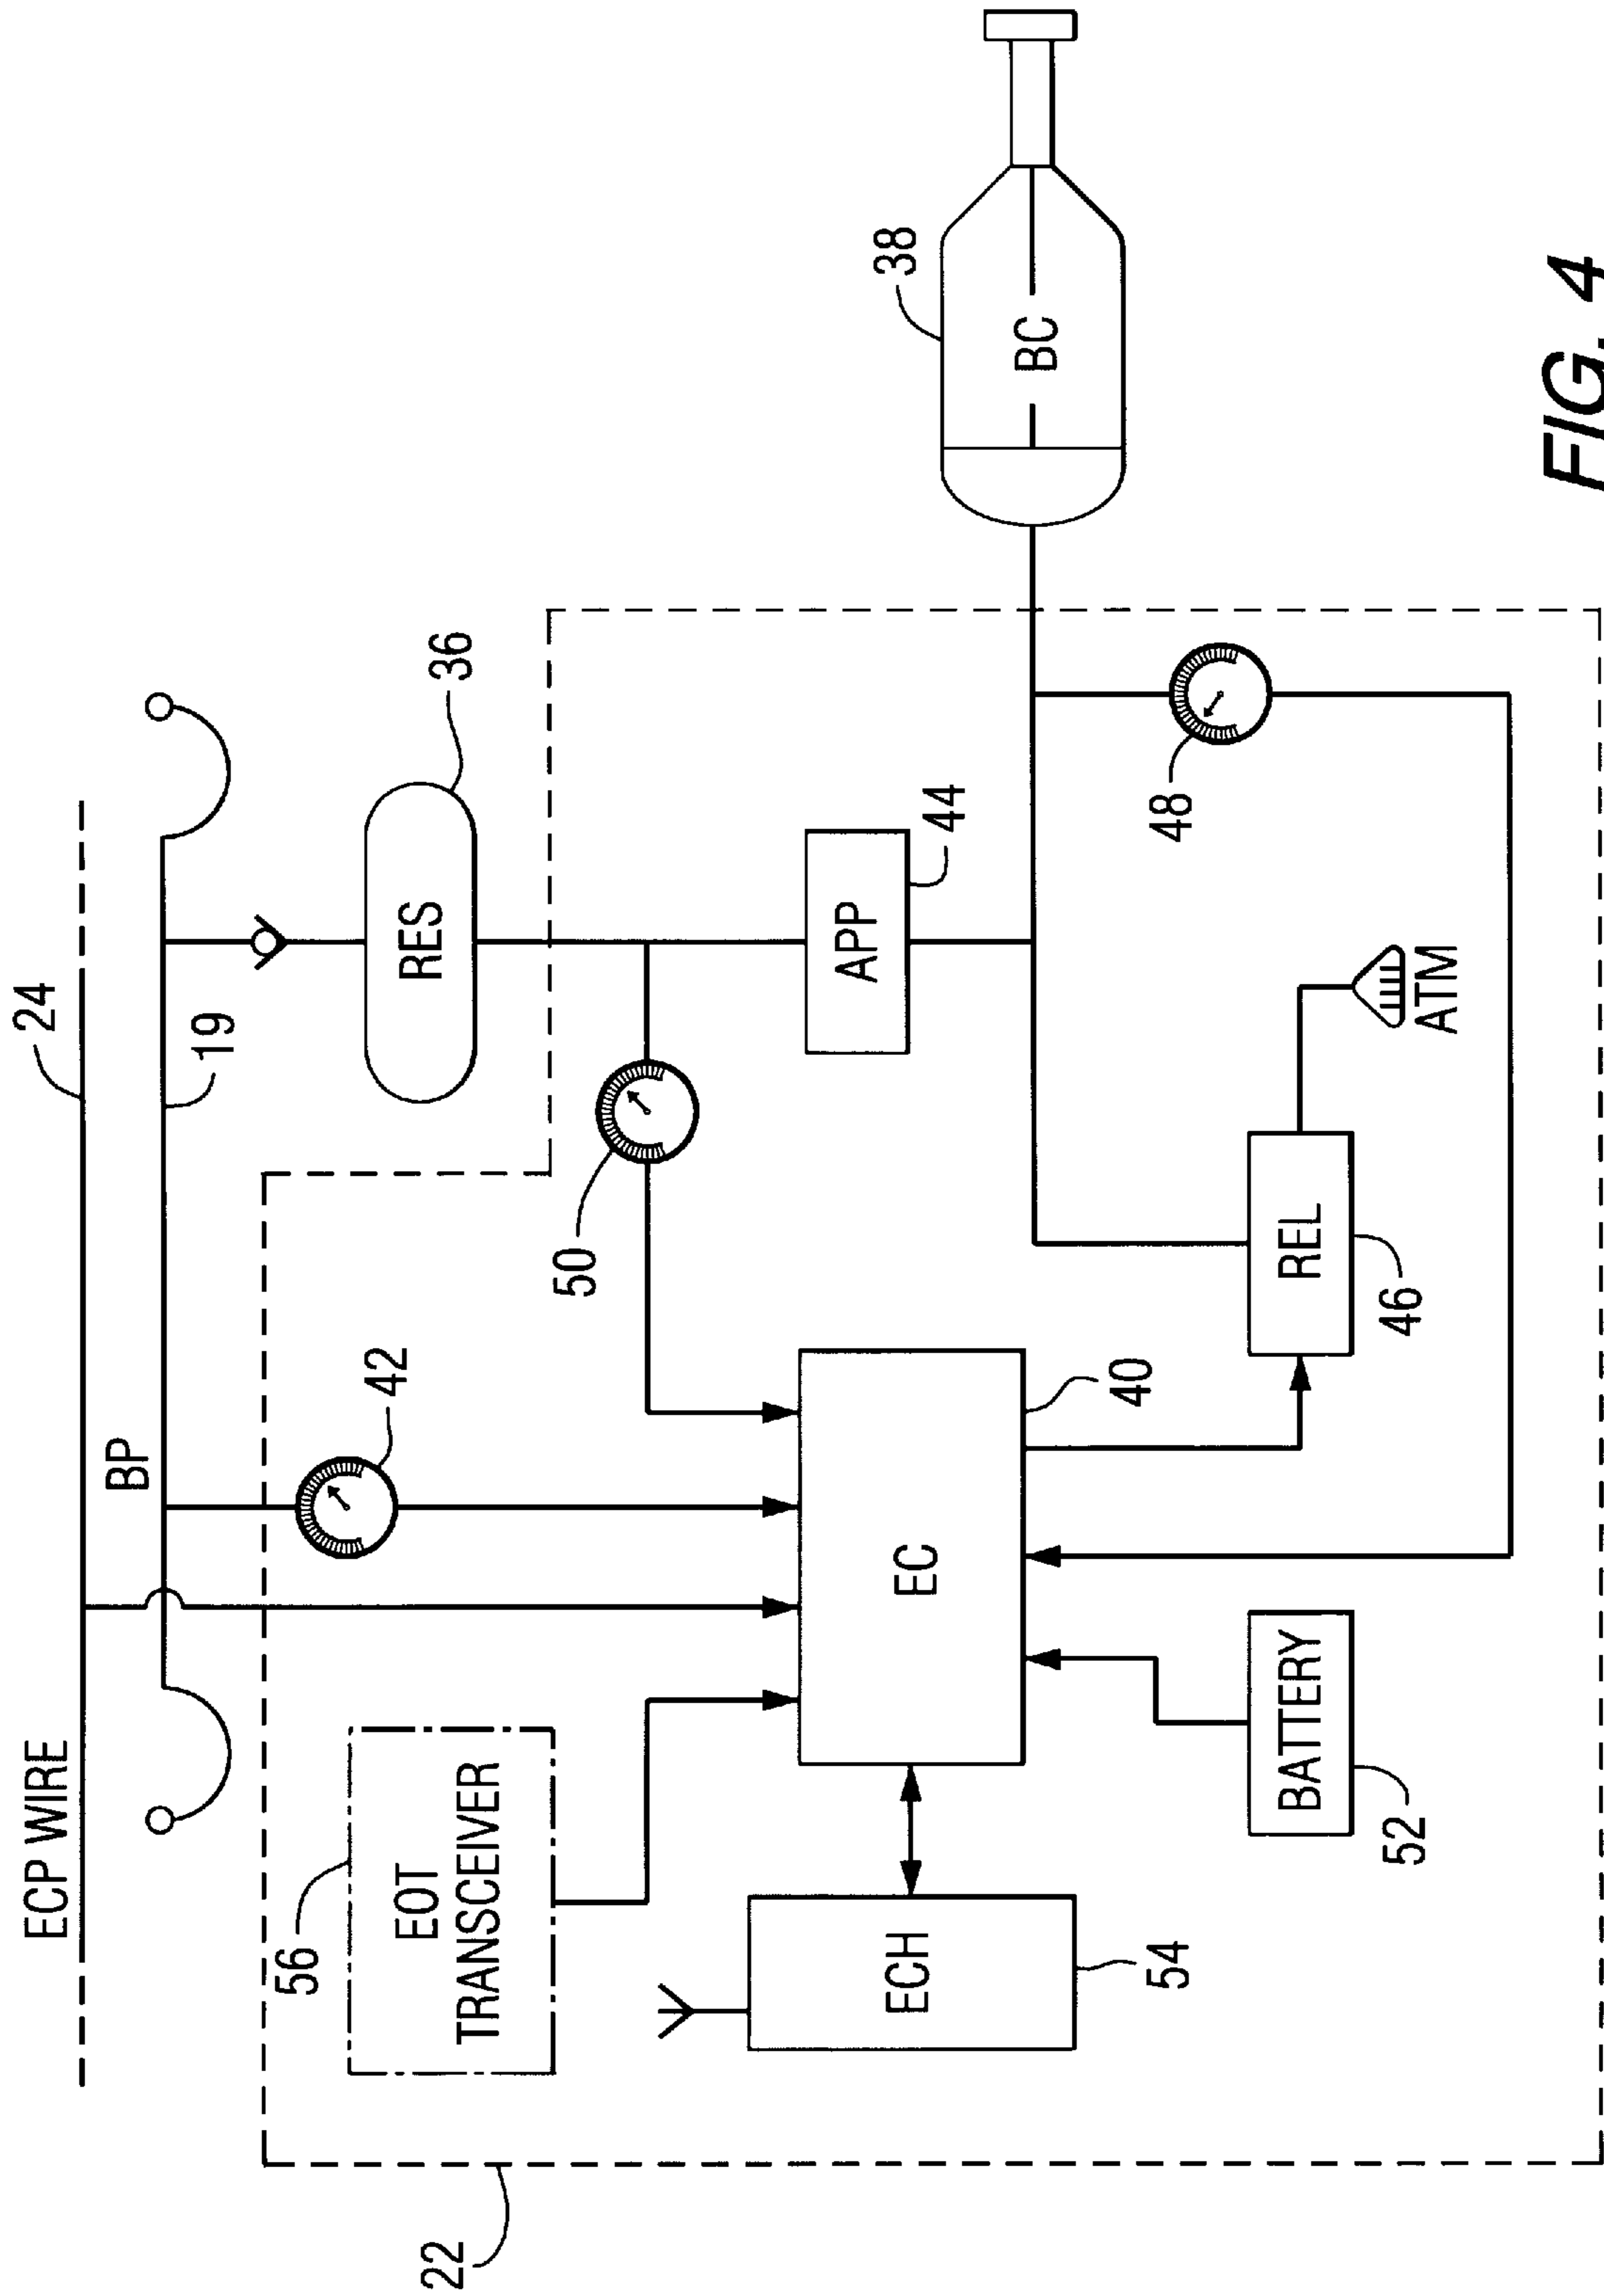 ECP WIRE
24
BP
19
42
36
RES
56
EOT
TRANSCEIVER
50
44
APP
22
ECH
54
EC
40
38
BC
48
BATTERY
52
REL
46
ATM
FIG. 4